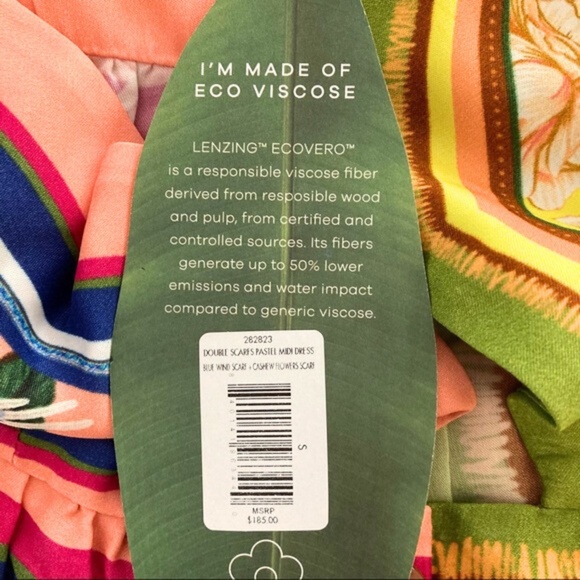 I'M MADE OF
ECO VISCOSE
LENZING™ ECOVERO™
is a responsible viscose fiber
derived from resposible wood
and pulp, from certified and
controlled sources. Its fibers
generate up to 50% lower
emissions and water impact
compared to generic viscose.
282823
DOUBLE SCARFS PASTEL MIDI DRESS
BLUE WIND SCARF + CASHEW FLOWERS SCARF
S
MSRP
$185.00